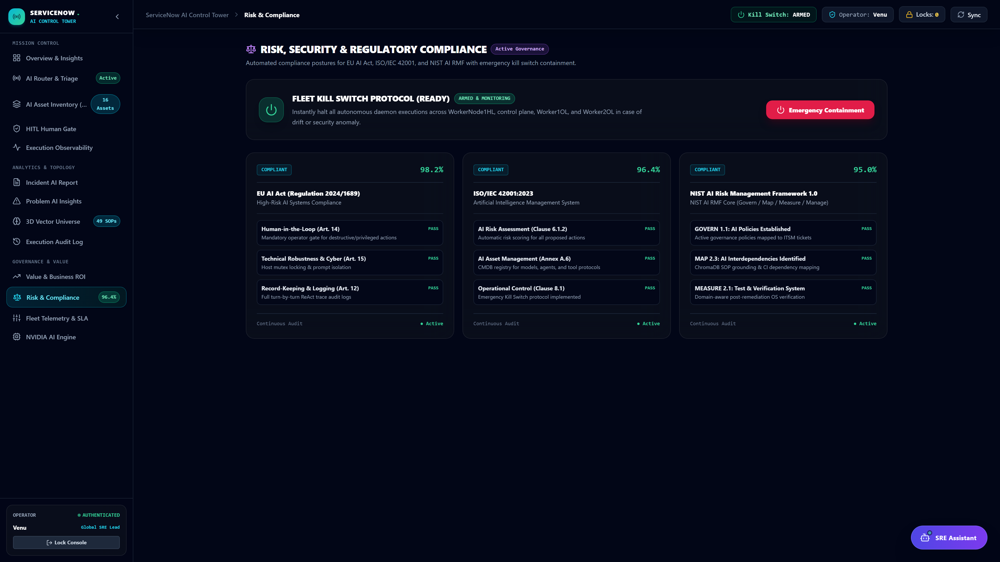 SERVICENOW .
AI CONTROL TOWER
MISSION CONTROL
Overview & Insights
AI Router & Triage
Active
AI Asset Inventory (...
16
Assets
HITL Human Gate
Execution Observability
ANALYTICS & TOPOLOGY
Incident AI Report
Problem AI Insights
3D Vector Universe
49 SOPs
Execution Audit Log
GOVERNANCE & VALUE
Value & Business ROI
Risk & Compliance
96.4%
Fleet Telemetry & SLA
NVIDIA AI Engine
OPERATOR
AUTHENTICATED
Venu
Global SRE Lead
Lock Console
ServiceNow AI Control Tower > Risk & Compliance
Kill Switch: ARMED
Operator: Venu
Locks: 0
Sync
RISK, SECURITY & REGULATORY COMPLIANCE
Active Governance
Automated compliance postures for EU AI Act, ISO/IEC 42001, and NIST AI RMF with emergency kill switch containment.
FLEET KILL SWITCH PROTOCOL (READY)
ARMED & MONITORING
Instantly halt all autonomous daemon executions across WorkerNode1HL, control plane, Worker1OL, and Worker2OL in case of
drift or security anomaly.
Emergency Containment
COMPLIANT
98.2%
EU AI Act (Regulation 2024/1689)
High-Risk AI Systems Compliance
Human-in-the-Loop (Art. 14)
PASS
Mandatory operator gate for destructive/privileged actions
Technical Robustness & Cyber (Art. 15)
PASS
Host mutex locking & prompt isolation
Record-Keeping & Logging (Art. 12)
PASS
Full turn-by-turn ReAct trace audit logs
Continuous Audit
Active
COMPLIANT
96.4%
ISO/IEC 42001:2023
Artificial Intelligence Management System
AI Risk Assessment (Clause 6.1.2)
PASS
Automatic risk scoring for all proposed actions
AI Asset Management (Annex A.6)
PASS
CMDB registry for models, agents, and tool protocols
Operational Control (Clause 8.1)
PASS
Emergency Kill Switch protocol implemented
Continuous Audit
Active
COMPLIANT
95.0%
NIST AI Risk Management Framework 1.0
NIST AI RMF Core (Govern / Map / Measure / Manage)
GOVERN 1.1: AI Policies Established
PASS
Active governance policies mapped to ITSM tickets
MAP 2.3: AI Interdependencies Identified
PASS
ChromaDB SOP grounding & CI dependency mapping
MEASURE 2.1: Test & Verification System
PASS
Domain-aware post-remediation OS verification
Continuous Audit
Active
SRE Assistant